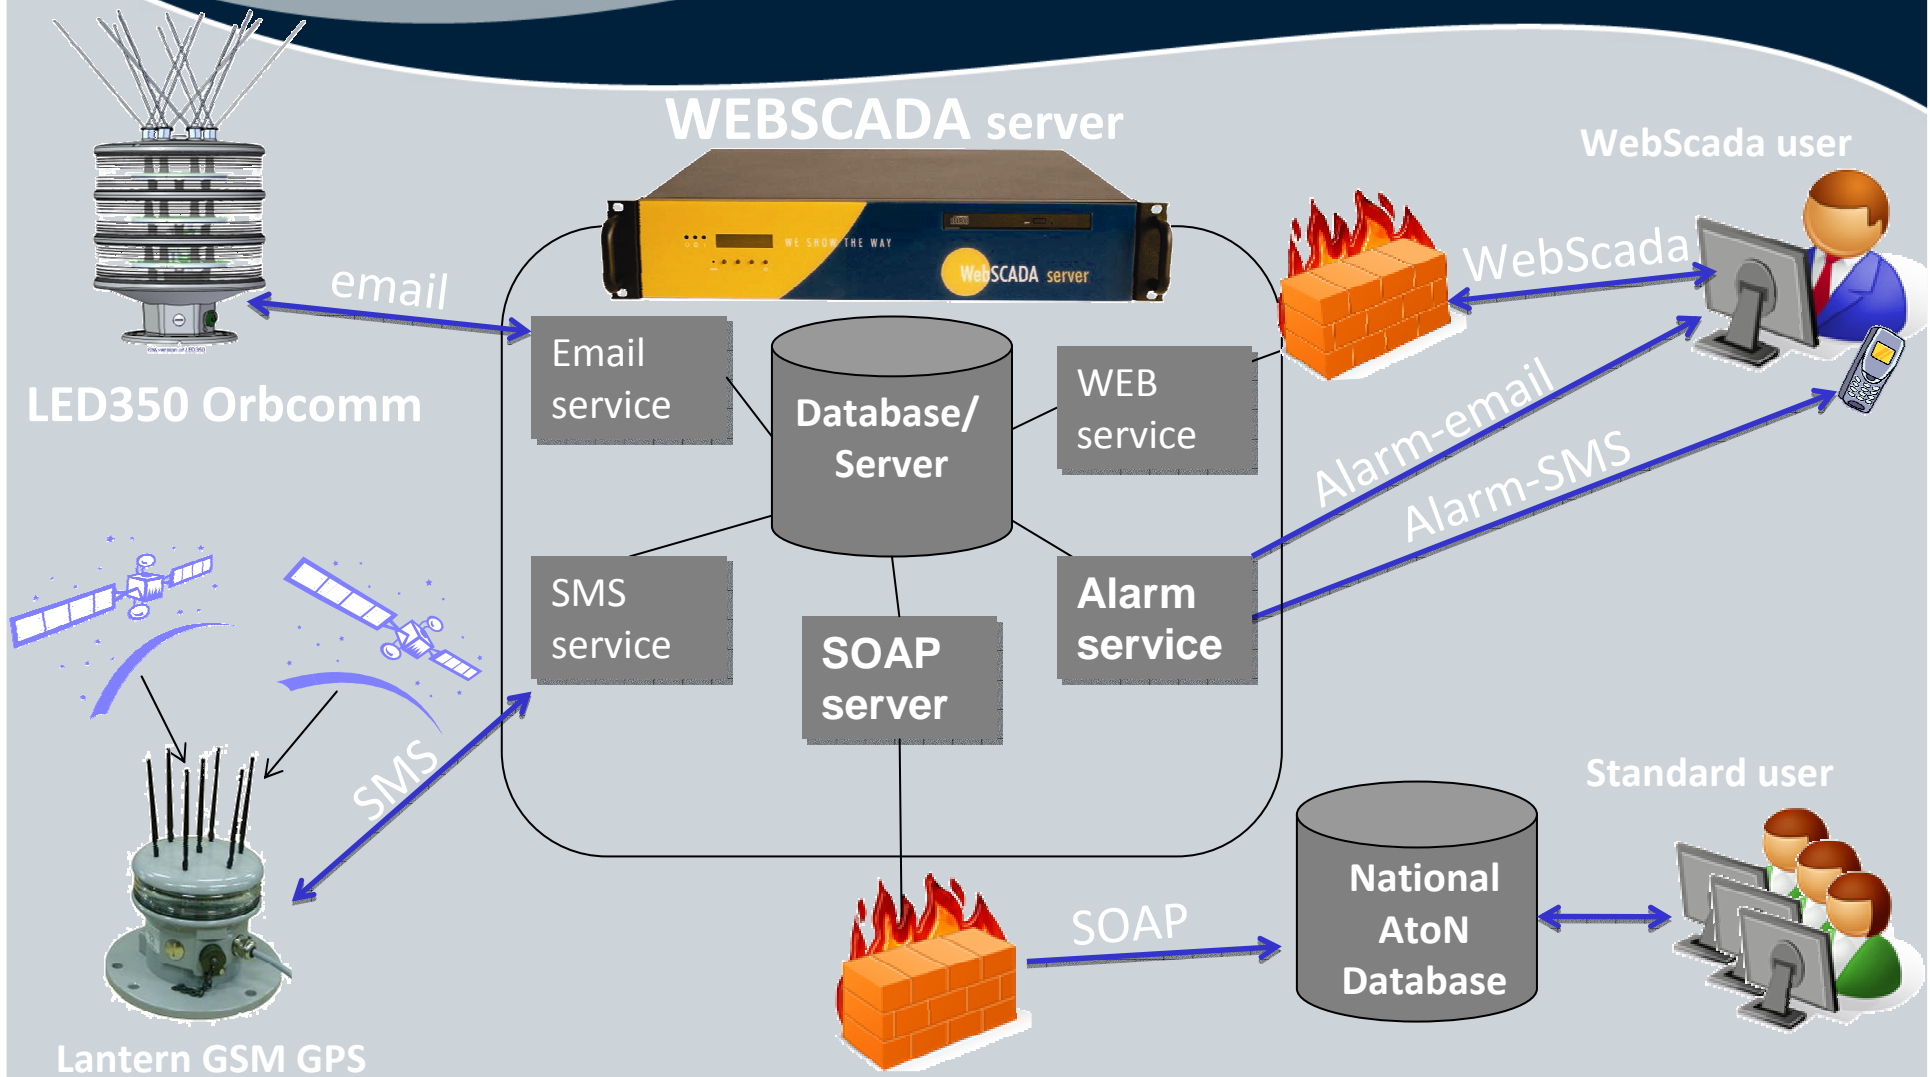 WEBSCADA server
WebScada user
WE SHOW THE WAY
WebSCADA server
email
WebScada
LED350 Orbcomm
Email
service
Database/
Server
WEB
service
Alarm-email
Alarm-SMS
SMS
service
SOAP
server
Alarm
service
SMS
Standard user
SOAP
National
AtoN
Database
Lantern GSM GPS